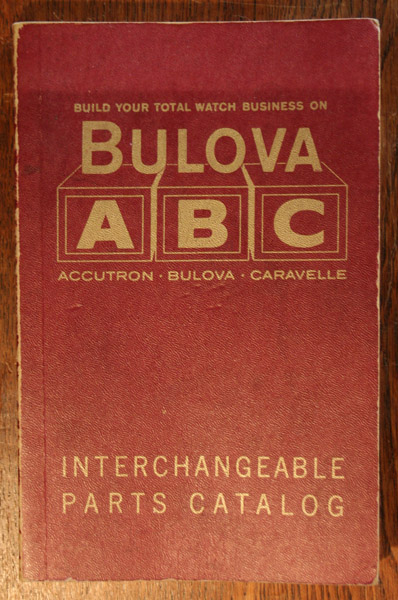 BUILD YOUR TOTAL WATCH BUSINESS ON
BULOVA
A B C
ACCUTRON · BULOVA · CARAVELLE
INTERCHANGEABLE
PARTS CATALOG